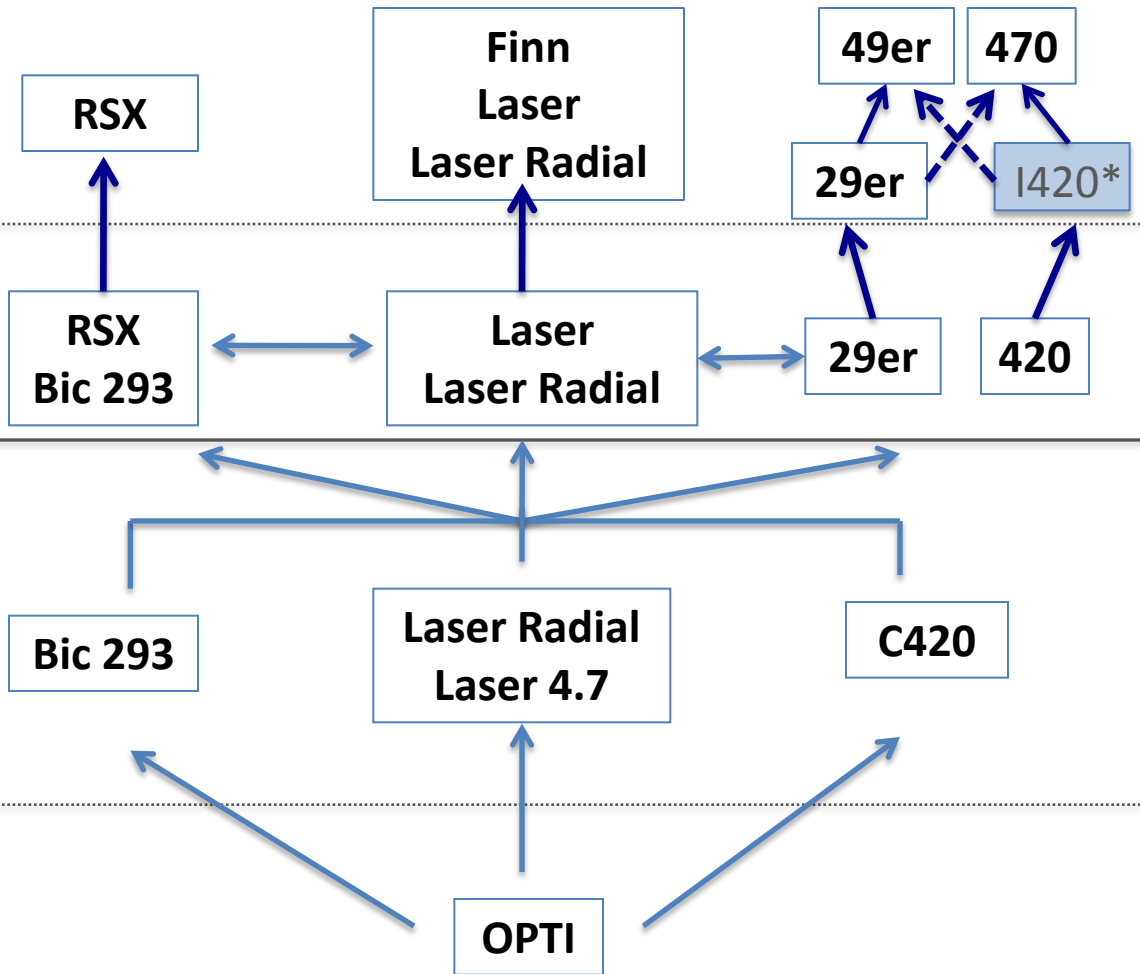 49er
470
Finn
Laser
Laser Radial
RSX
29er
I420*
RSX
Bic 293
Laser
Laser Radial
29er
420
Bic 293
Laser Radial
Laser 4.7
C420
OPTI